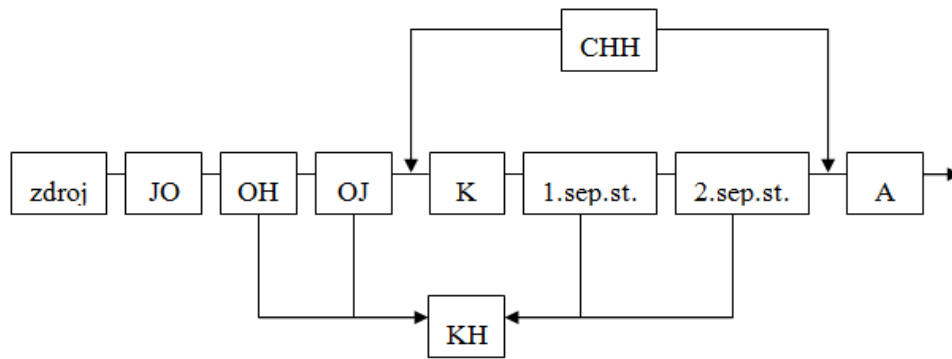 CHH
zdroj JO OH OJ K 1.sep.st. 2.sep.st. A
KH